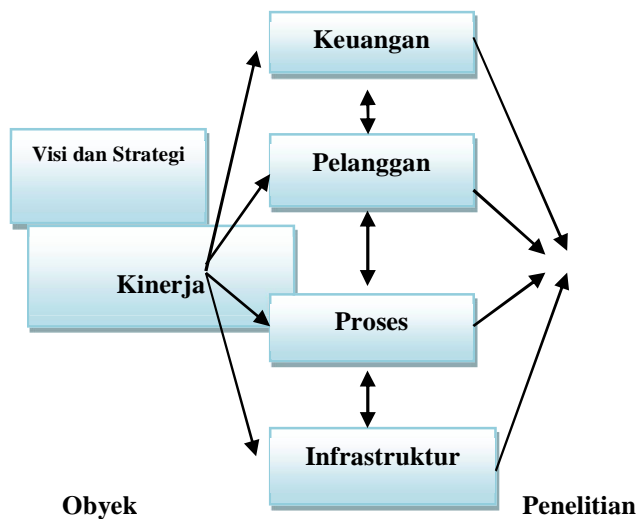 Keuangan
Visi dan Strategi
Pelanggan
Kinerja
Proses
Infrastruktur
Obyek
Penelitian